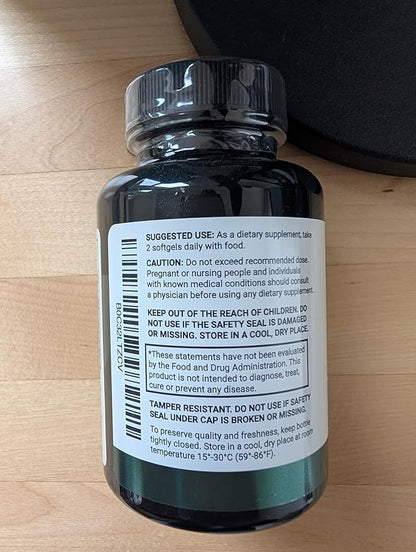 SUGGESTED USE: As a dietary supplement, take
2 softgels daily with food.
CAUTION: Do not exceed recommended dose.
Pregnant or nursing people and individuals
with known medical conditions should consult
a physician before using any dietary supplement.
KEEP OUT OF THE REACH OF CHILDREN. DO
NOT USE IF THE SAFETY SEAL IS DAMAGED
OR MISSING. STORE IN A COOL, DRY PLACE.
*These statements have not been evaluated
by the Food and Drug Administration. This
product is not intended to diagnose, treat,
cure or prevent any disease.
TAMPER RESISTANT. DO NOT USE IF SAFETY
SEAL UNDER CAP IS BROKEN OR MISSING.
To preserve quality and freshness, keep bottle
tightly closed. Store in a cool, dry place at room
temperature 15°-30°C (59°-86°F).